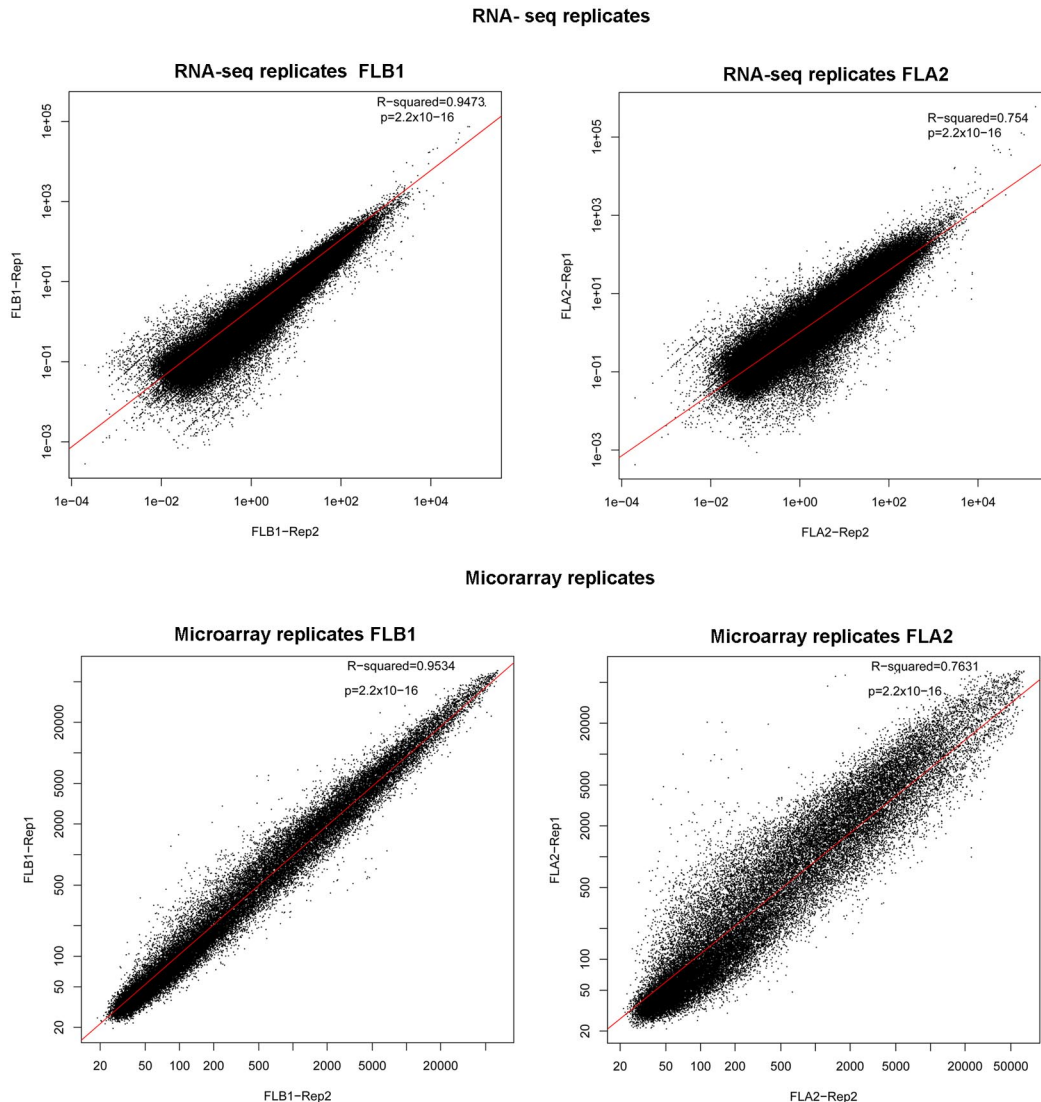 RNA- seq replicates
RNA-seq replicates FLB1
R-squared=0.9473
p=2.2x10-16
1e+05
1e+03
1e+01
1e-01
1e-03
FLB1-Rep1
1e-04 1e-02 1e+00 1e+02 1e+04
FLB1-Rep2
RNA-seq replicates FLA2
R-squared=0.754
p=2.2x10-16
1e+05
1e+03
1e+01
1e-01
1e-03
FLA2-Rep1
1e-04 1e-02 1e+00 1e+02 1e+04
FLA2-Rep2
Micorarray replicates
Microarray replicates FLB1
R-squared=0.9534
p=2.2x10-16
20000
5000
2000
500
100
50
20
FLB1-Rep1
20 50 100 200 500 2000 5000 20000
FLB1-Rep2
Microarray replicates FLA2
R-squared=0.7631
p=2.2x10-16
20000
5000
2000
500
100
50
20
FLA2-Rep1
20 50 100 200 500 2000 5000 20000 50000
FLA2-Rep2